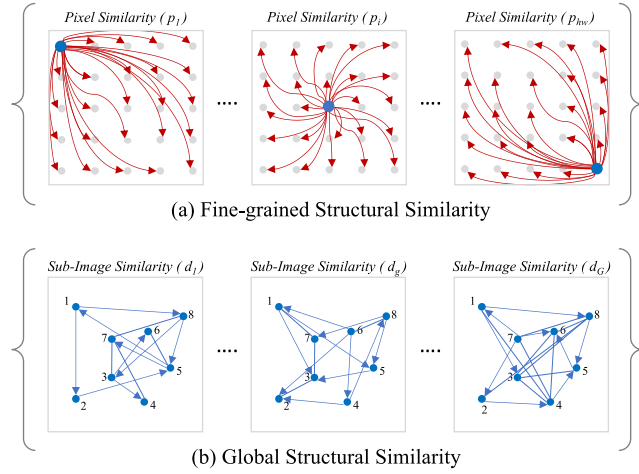 Pixel Similarity ( p1 ) Pixel Similarity ( pi ) Pixel Similarity ( phw )
.... ....
(a) Fine-grained Structural Similarity
Sub-Image Similarity ( d1 ) Sub-Image Similarity ( dg ) Sub-Image Similarity ( dG )
1 8 1 8 1 8
7 6 7 6 7 6
.... ....
3 5 3 5 3 5
2 4 2 4 2 4
(b) Global Structural Similarity